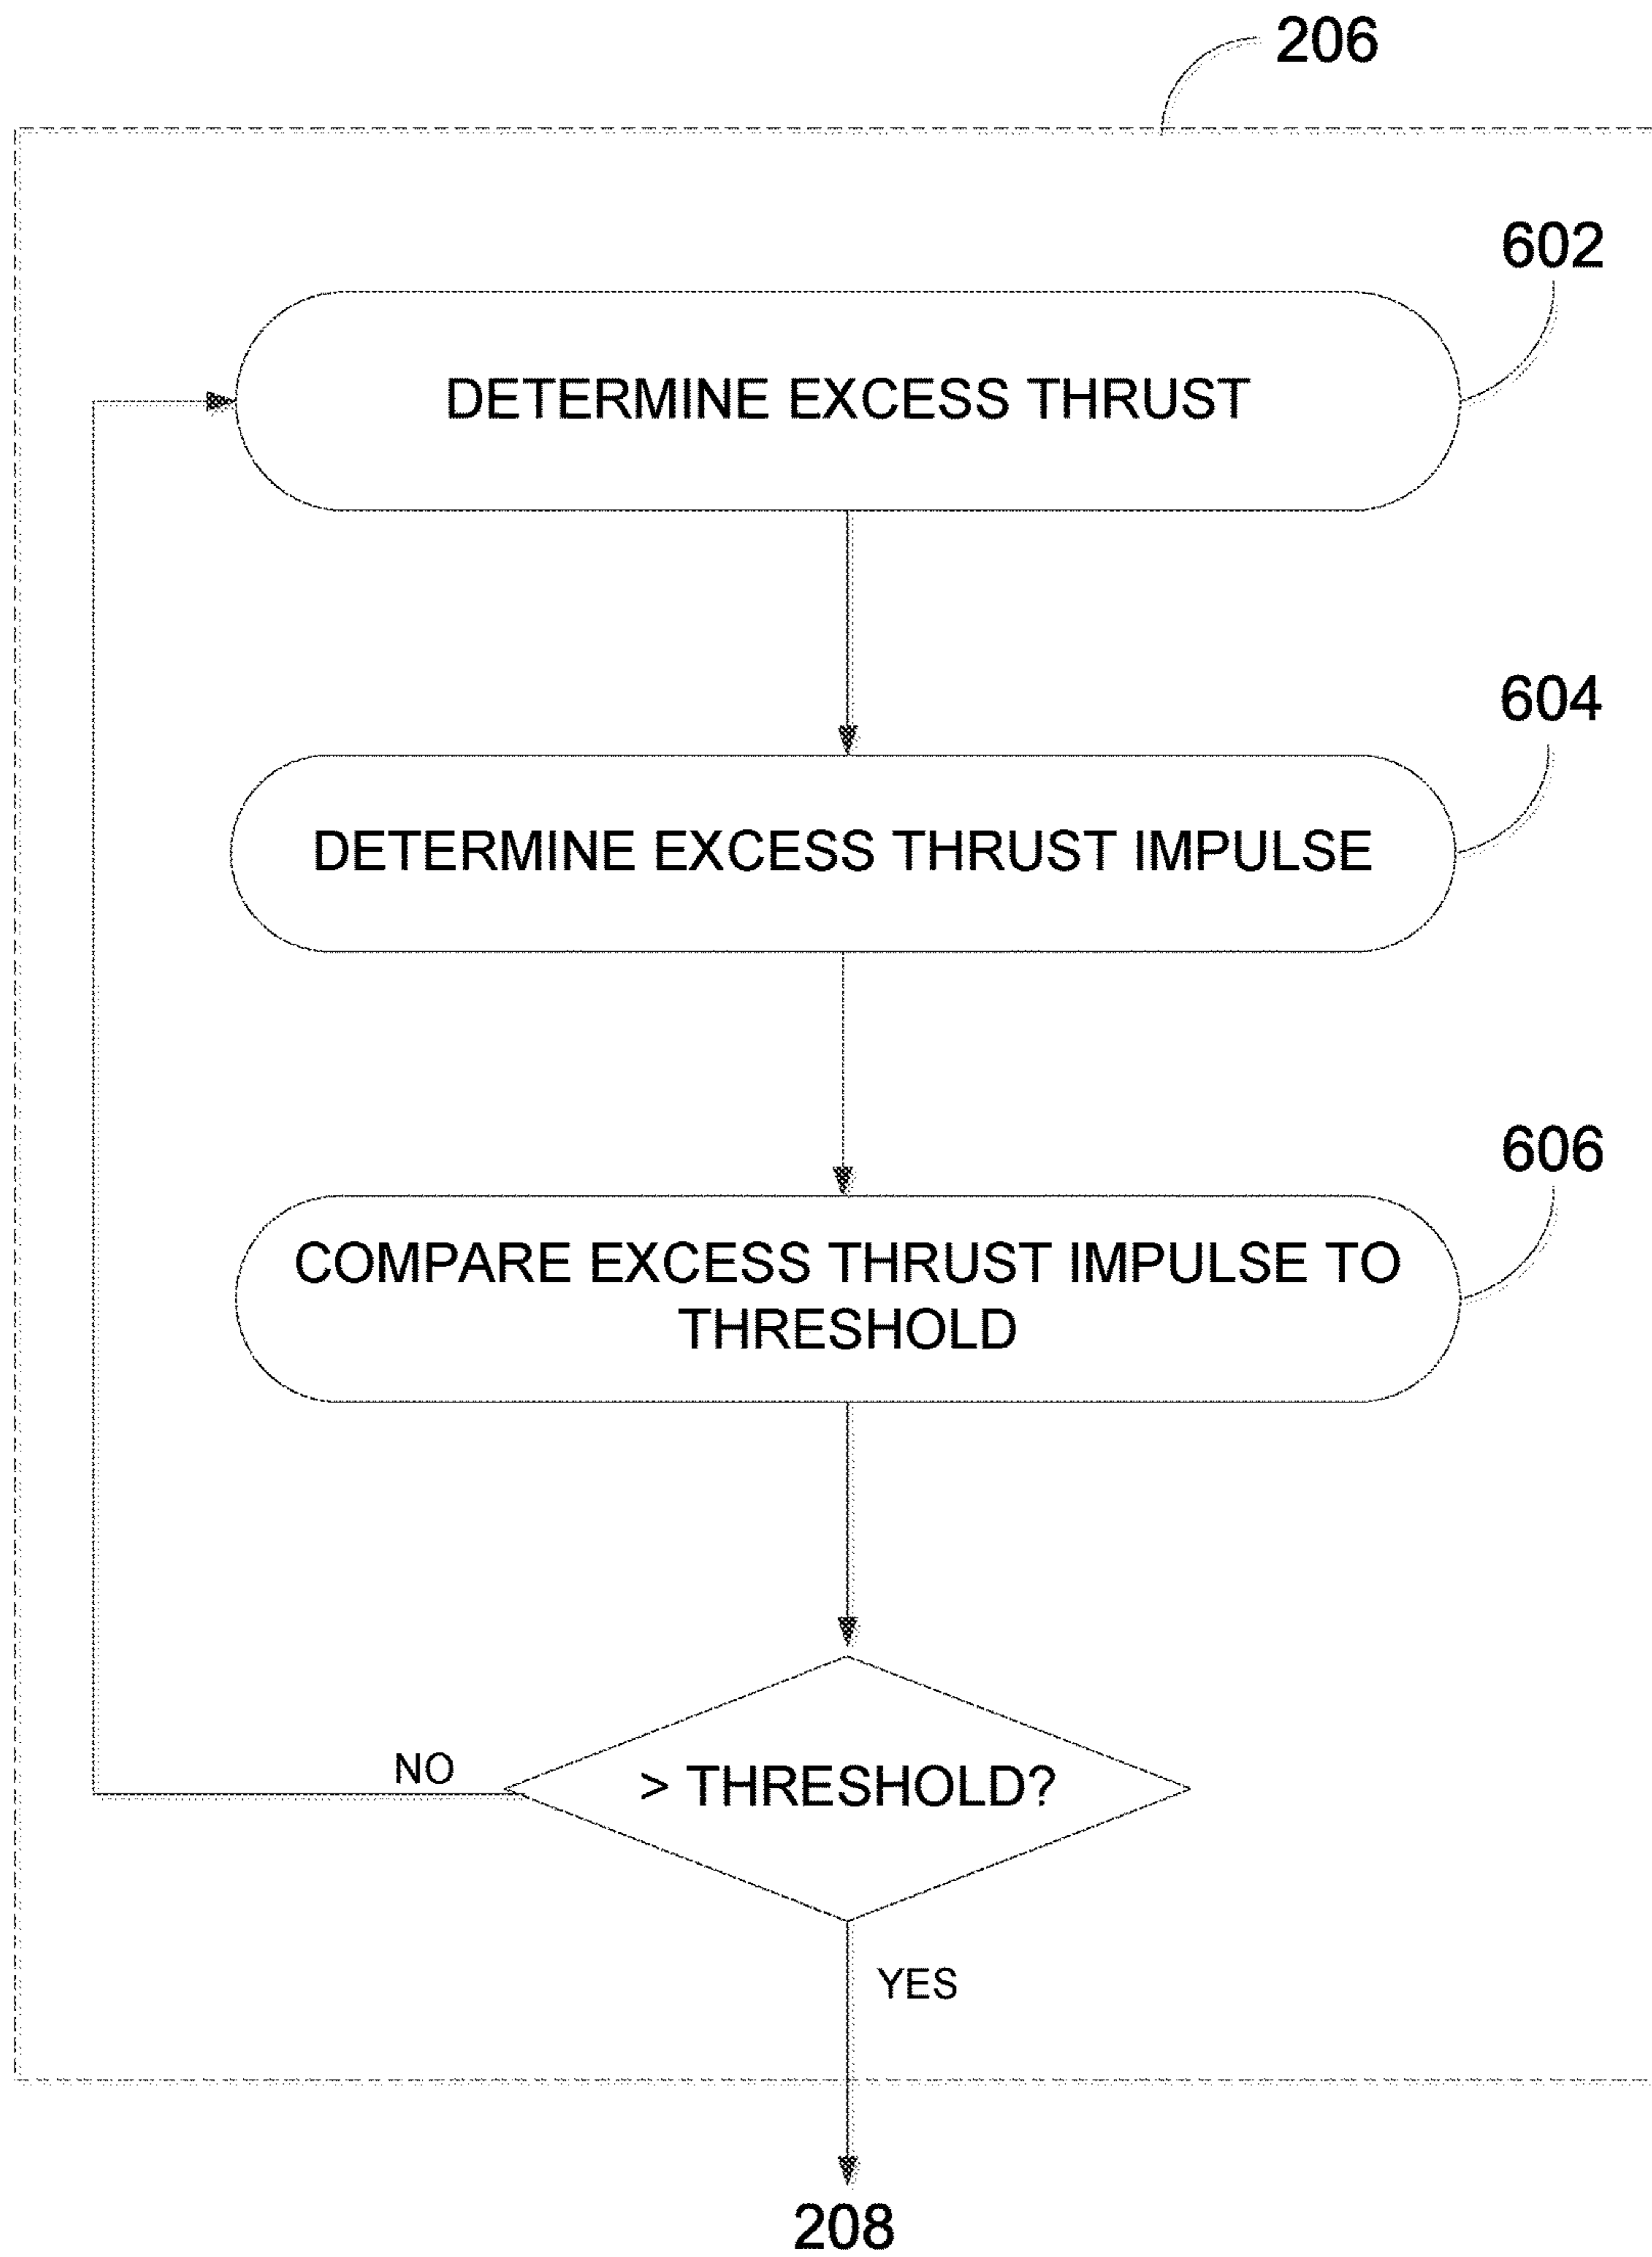 206
602
DETERMINE EXCESS THRUST
604
DETERMINE EXCESS THRUST IMPULSE
606
COMPARE EXCESS THRUST IMPULSE TO
THRESHOLD
NO
> THRESHOLD?
YES
208